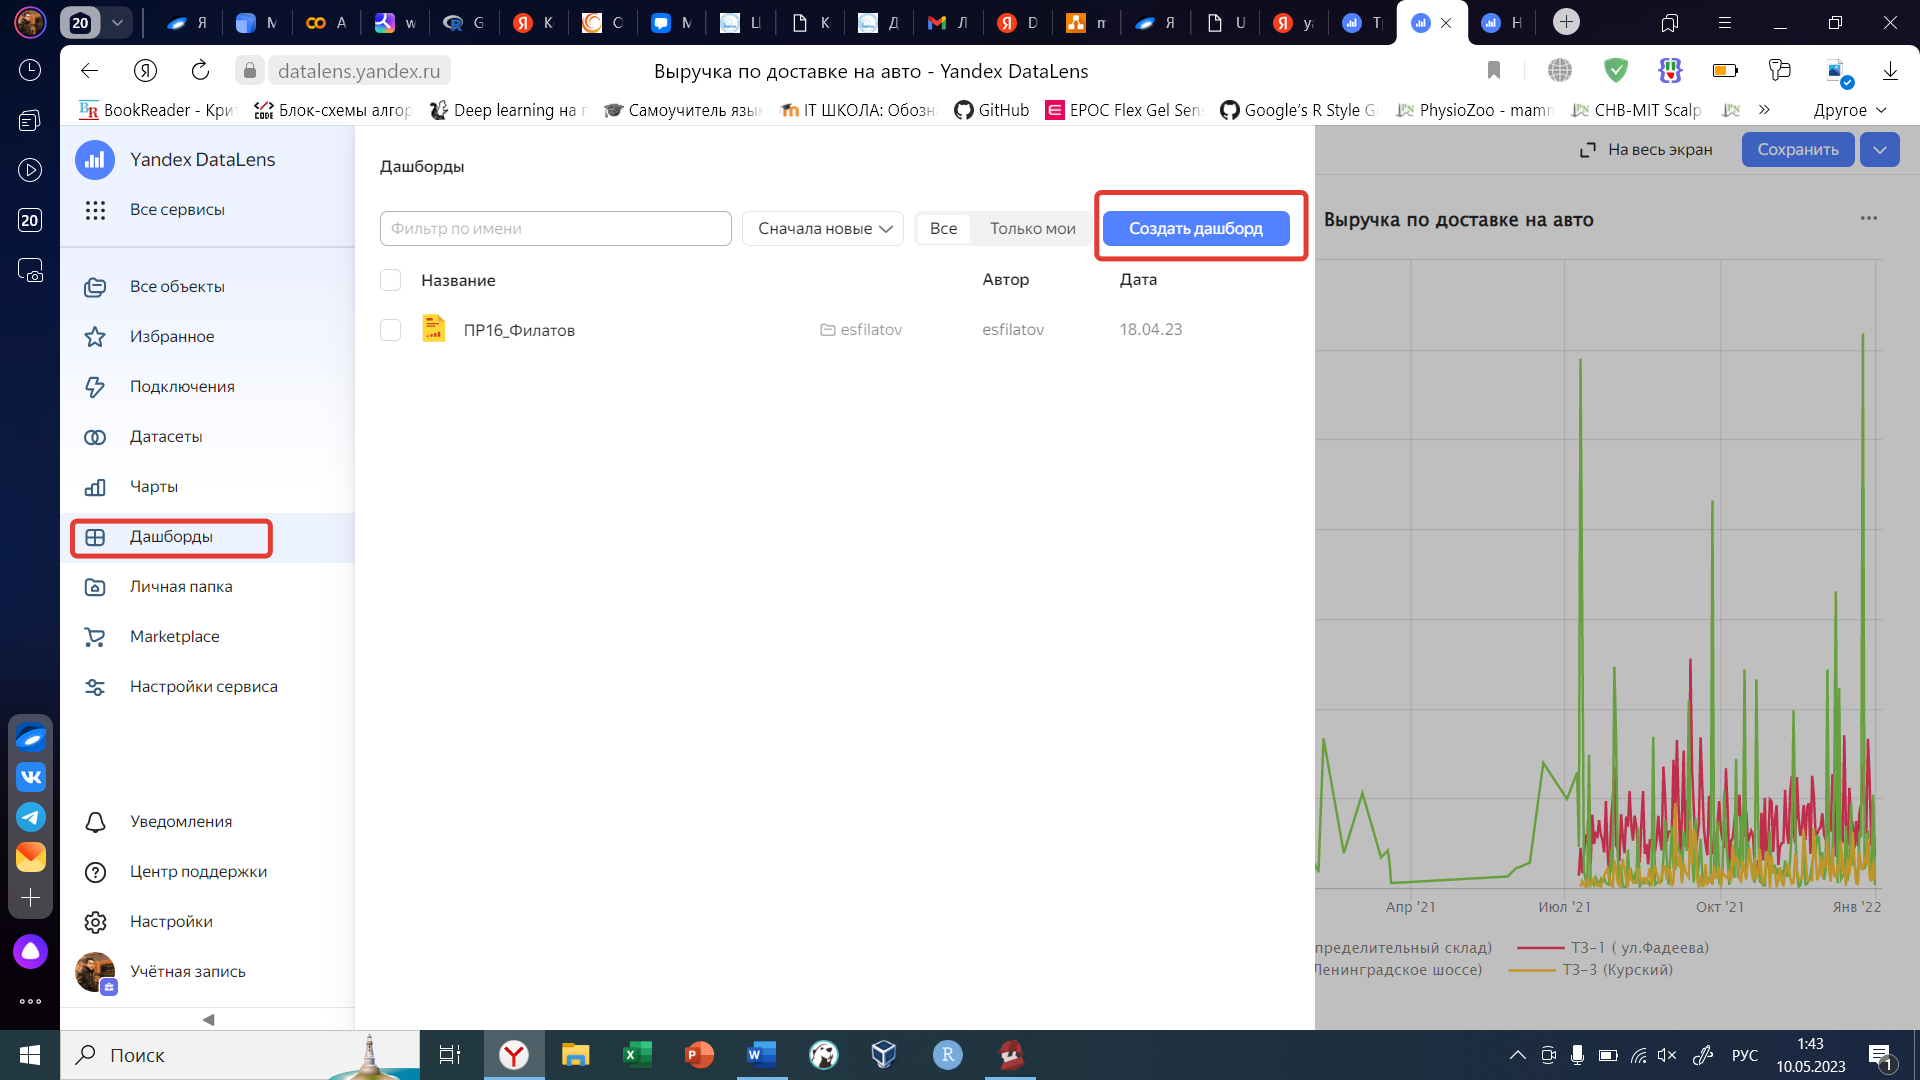 20
Я
М
А
w
G
К
О
М
Ц
К
Д
Л
D
m
Я
U
у
Т
Н
datalens.yandex.ru
Выручка по доставке на авто - Yandex DataLens
BookReader - Кри
Блок-схемы алгор
Deep learning на
Самоучитель язы
IT ШКОЛА: Обозн
GitHub
EPOC Flex Gel Sen
Google’s R Style G
PhysioZoo - mamm
CHB-MIT Scalp
»
Другое
20
Yandex DataLens
Все сервисы
Все объекты
Избранное
Подключения
Датасеты
Чарты
Дашборды
Личная папка
Marketplace
Настройки сервиса
Уведомления
Центр поддержки
Настройки
Учётная запись
Дашборды
Фильтр по имени
Сначала новые
Все
Только мои
Создать дашборд
Название
Автор
Дата
ПР16_Филатов
esfilatov
esfilatov
18.04.23
На весь экран
Сохранить
Выручка по доставке на авто
Апр '21
Июл '21
Окт '21
Янв '22
пределительный склад)
ТЗ-1 ( ул.Фадеева)
Ленинградское шоссе)
ТЗ-3 (Курский)
Поиск
РУС
1:43
10.05.2023
1